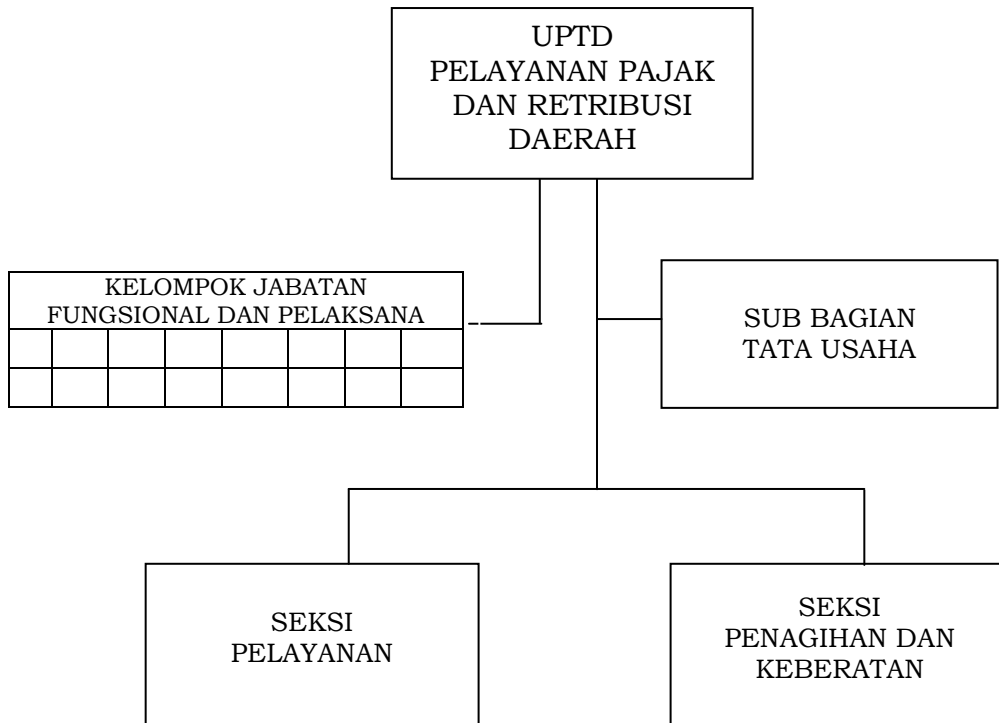 UPTD
PELAYANAN PAJAK
DAN RETRIBUSI
DAERAH
KELOMPOK JABATAN
FUNGSIONAL DAN PELAKSANA
SUB BAGIAN
TATA USAHA
SEKSI
PELAYANAN
SEKSI
PENAGIHAN DAN
KEBERATAN